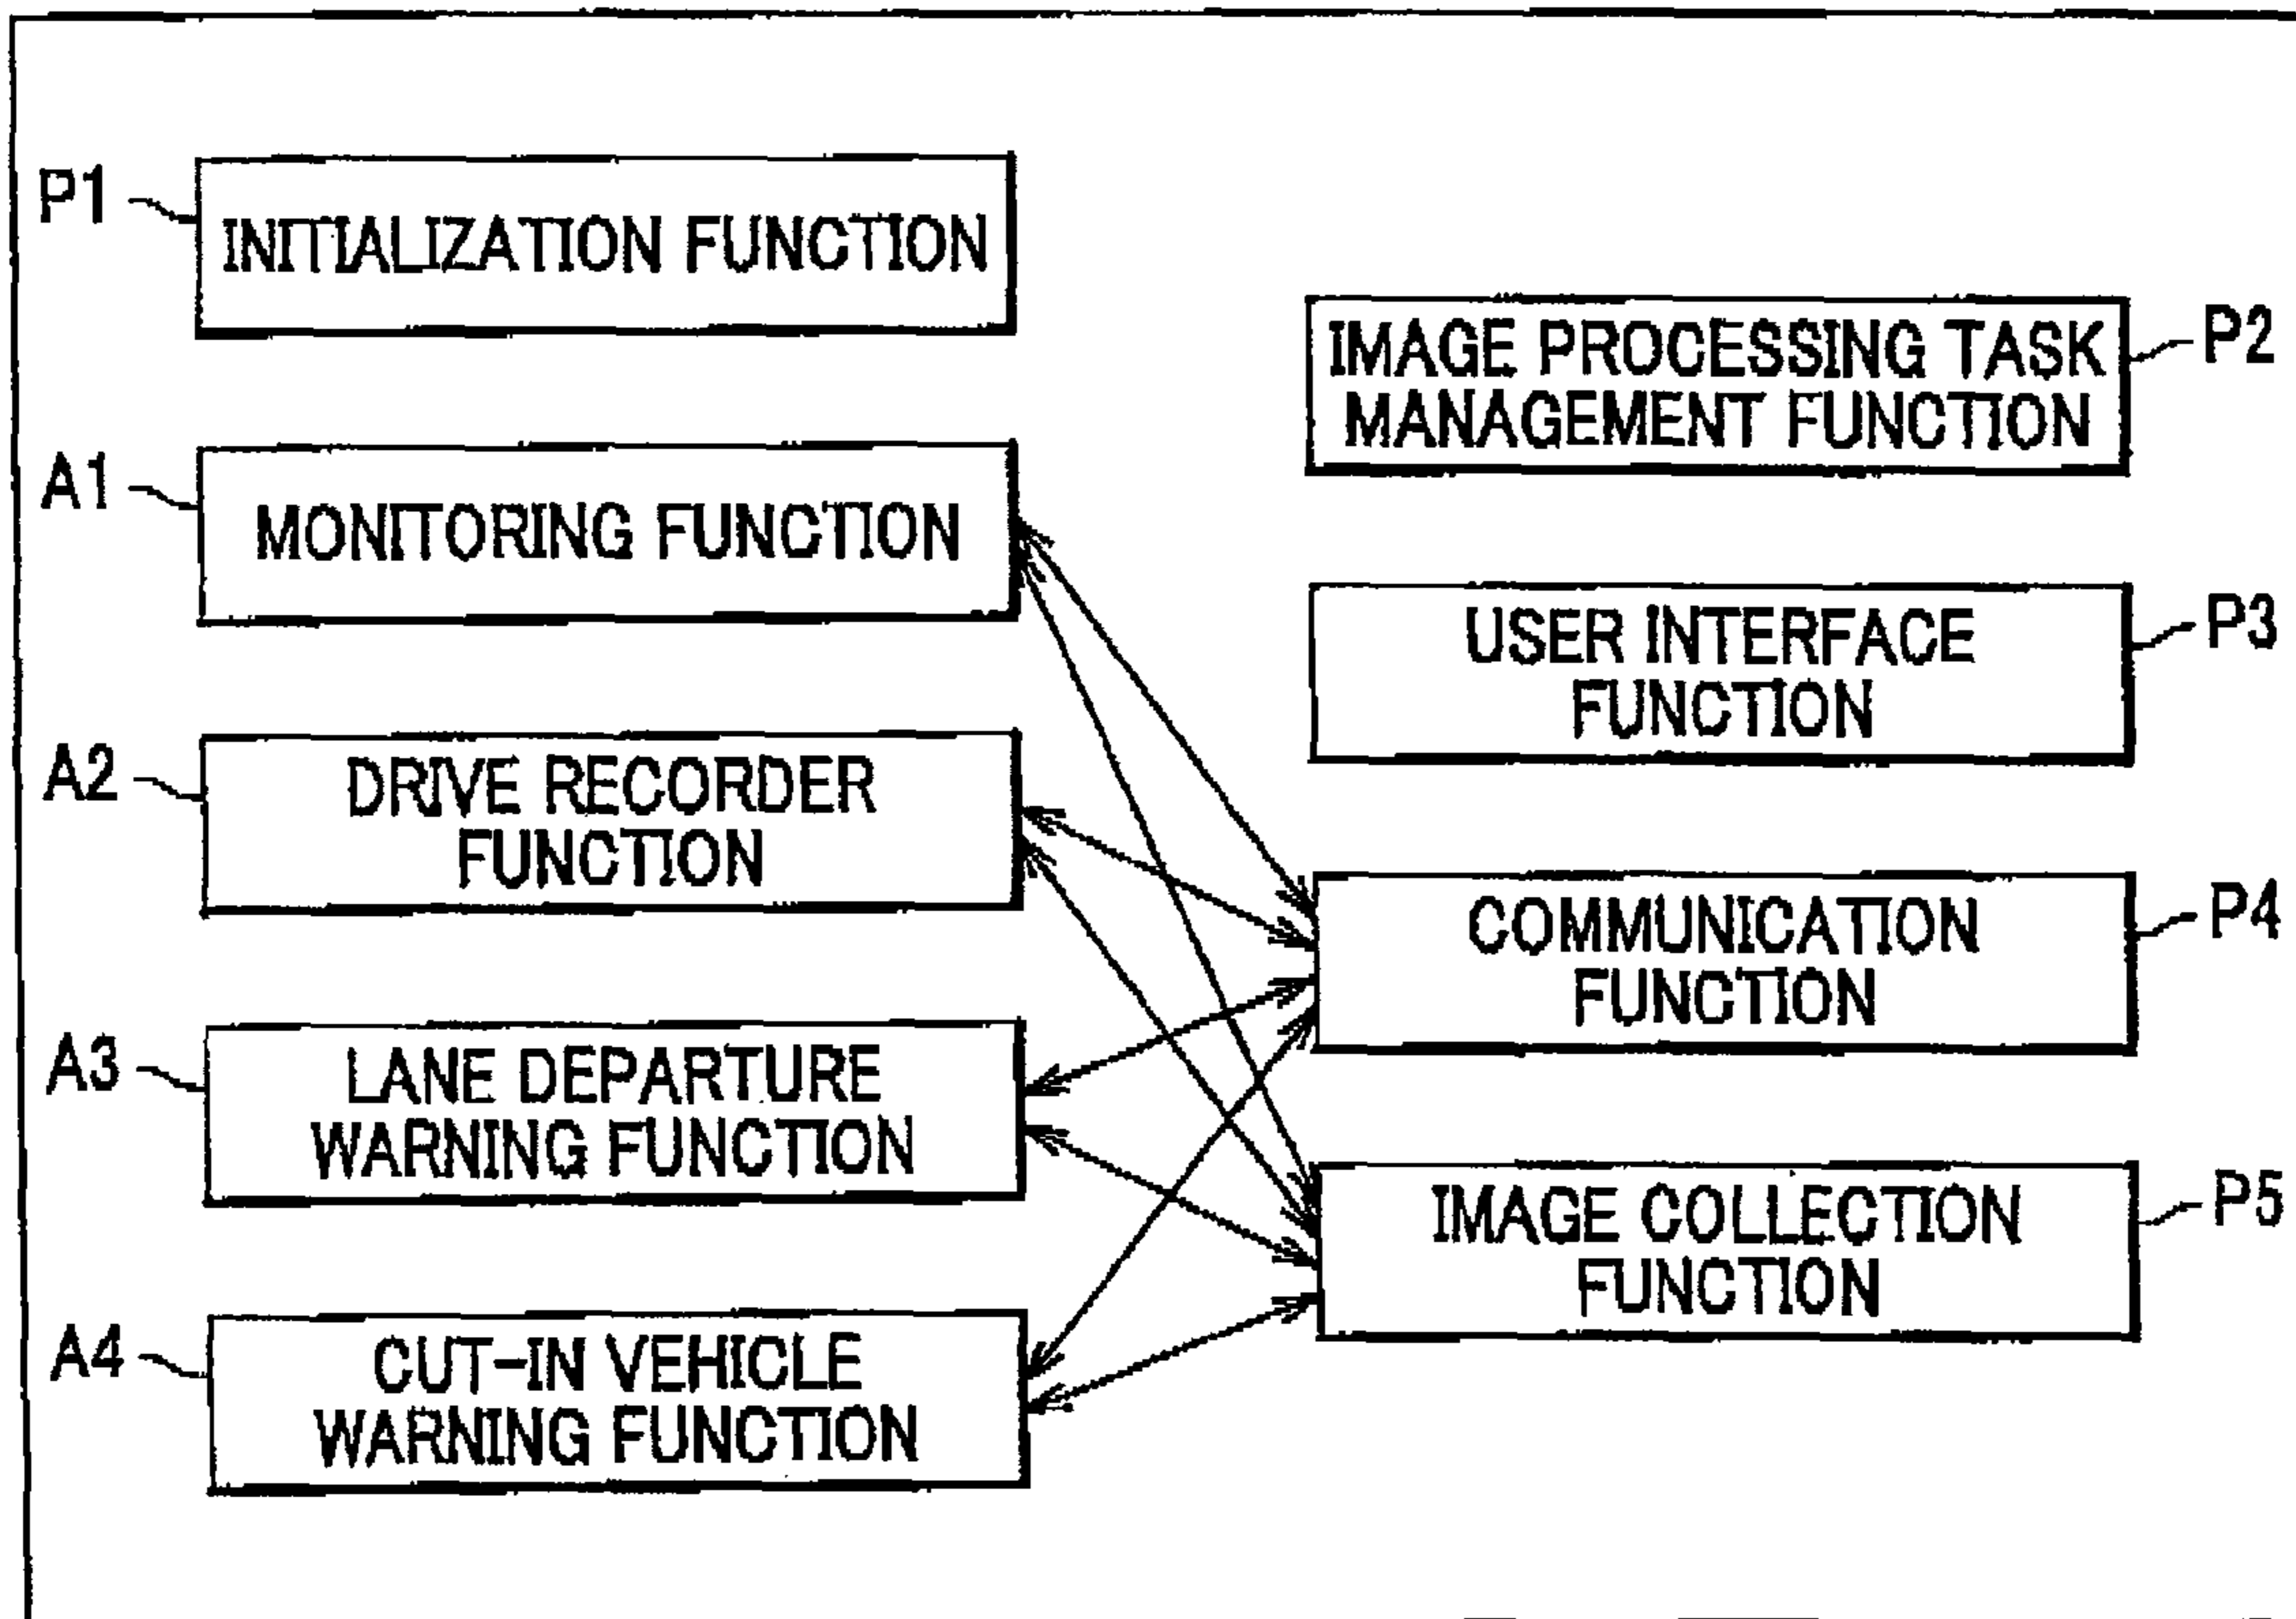 P1
INITIALIZATION FUNCTION
IMAGE PROCESSING TASK
MANAGEMENT FUNCTION
P2
A1
MONITORING FUNCTION
USER INTERFACE
FUNCTION
P3
A2
DRIVE RECORDER
FUNCTION
COMMUNICATION
FUNCTION
P4
A3
LANE DEPARTURE
WARNING FUNCTION
IMAGE COLLECTION
FUNCTION
P5
A4
CUT-IN VEHICLE
WARNING FUNCTION